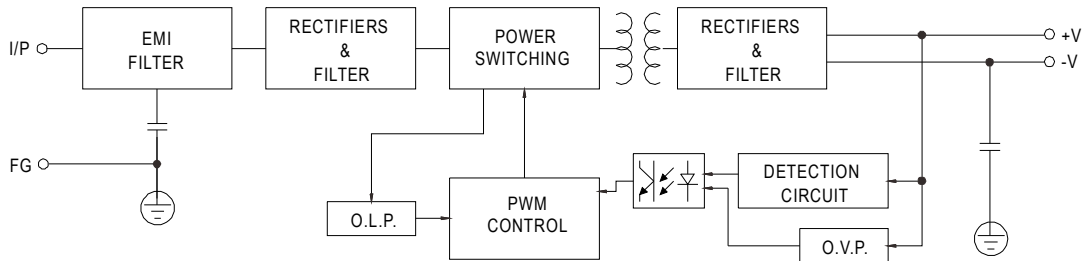 I/P
EMI
FILTER
RECTIFIERS
&
FILTER
POWER
SWITCHING
RECTIFIERS
&
FILTER
+V
-V
FG
O.L.P.
PWM
CONTROL
DETECTION
CIRCUIT
O.V.P.